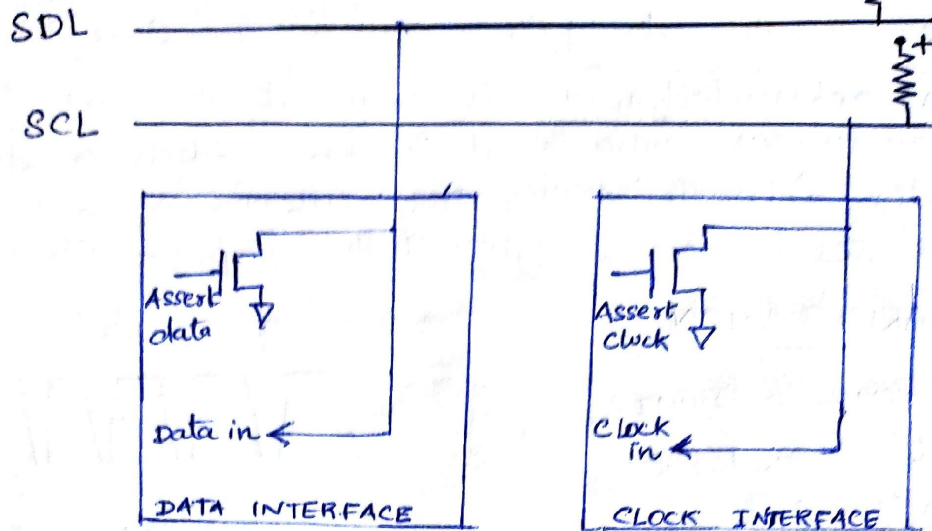 SDL
+
SCL
Assert
data
Assert
Clock
Data in
Clock
in
DATA INTERFACE
CLOCK INTERFACE